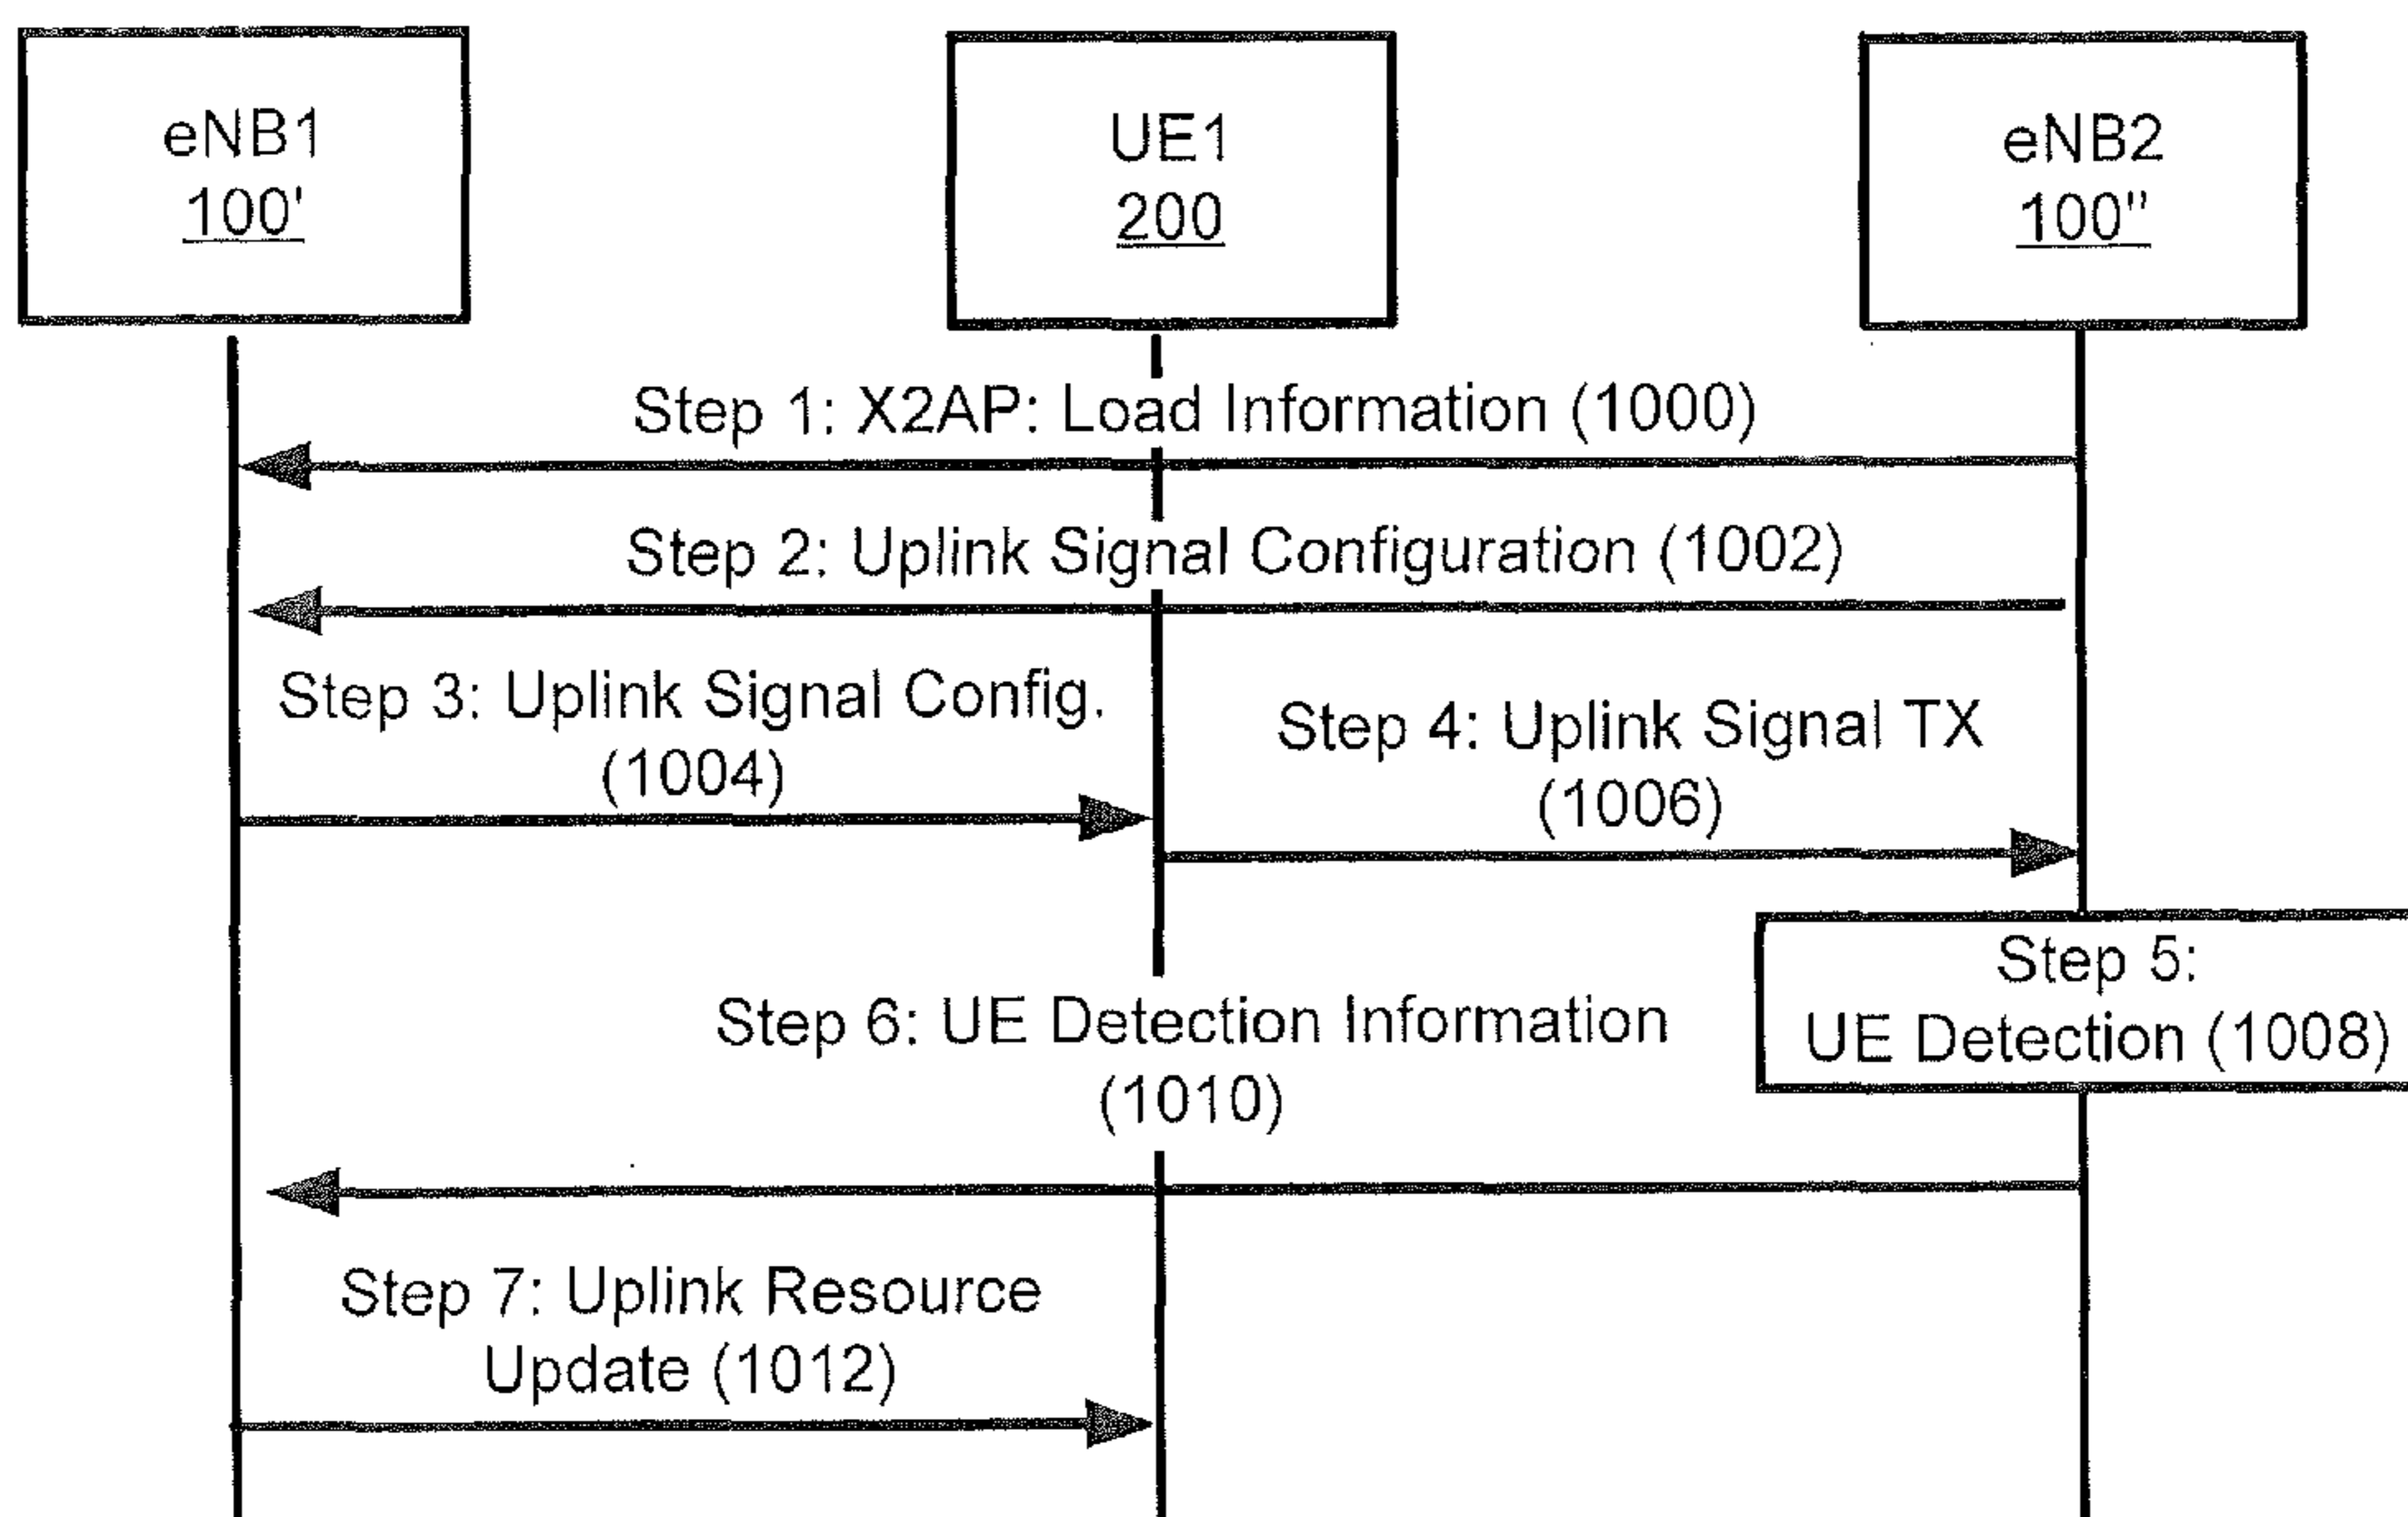 eNB1
100'
UE1
200
eNB2
100"
Step 1: X2AP: Load Information (1000)
Step 2: Uplink Signal Configuration (1002)
Step 3: Uplink Signal Config.
(1004)
Step 4: Uplink Signal TX
(1006)
Step 5:
UE Detection (1008)
Step 6: UE Detection Information
(1010)
Step 7: Uplink Resource
Update (1012)